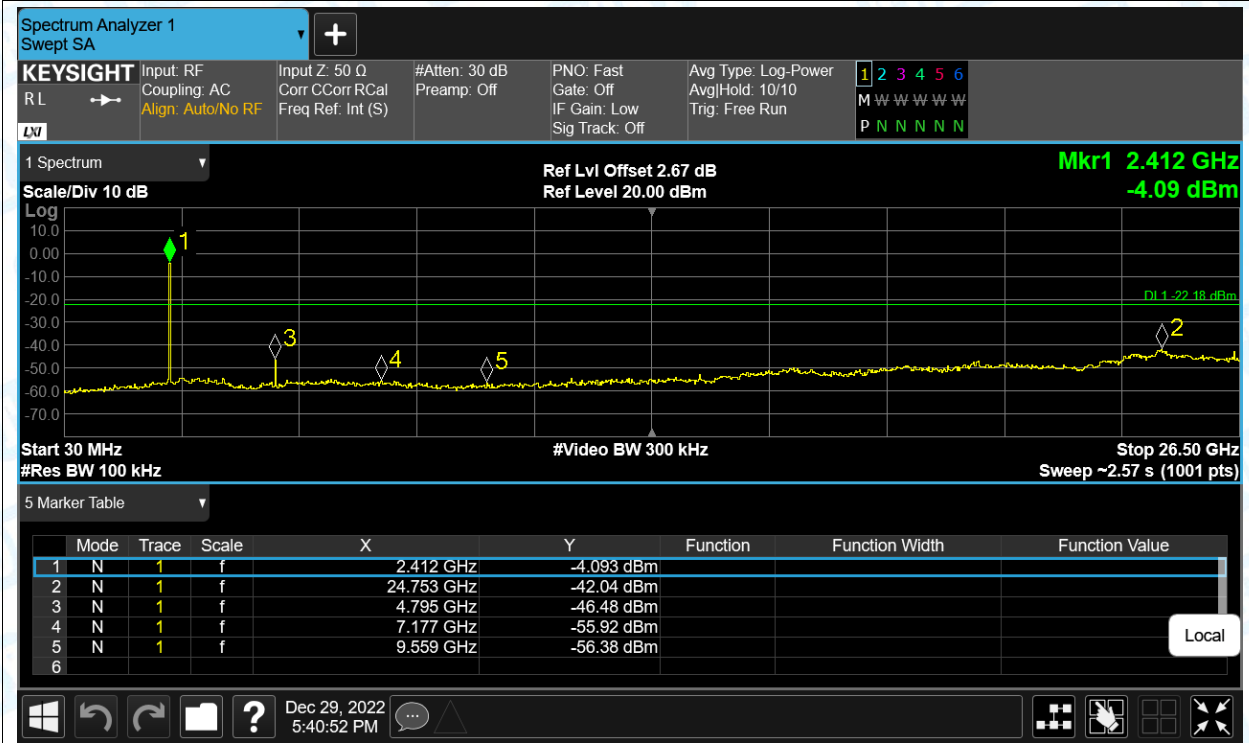 Spectrum Analyzer 1
Swept SA
+
KEYSIGHT Input: RF Input Z: 50 Ω #Atten: 30 dB PNO: Fast Avg Type: Log-Power 1 2 3 4 5 6
R L Coupling: AC Corr CCorr RCal Preamp: Off Gate: Off Avg|Hold: 10/10 M W W W W W
Align: Auto/No RF Freq Ref: Int (S) IF Gain: Low Trig: Free Run
LXI Sig Track: Off P N N N N N
1 Spectrum
Ref Lvl Offset 2.67 dB Mkr1 2.412 GHz
Scale/Div 10 dB Ref Level 20.00 dBm -4.09 dBm
Log
10.0
1
0.00
-10.0
-20.0
DL1 -22.18 dBm
-30.0
2
3
-40.0
4
5
-50.0
-60.0
-70.0
Start 30 MHz #Video BW 300 kHz Stop 26.50 GHz
#Res BW 100 kHz Sweep ~2.57 s (1001 pts)
5 Marker Table
Mode Trace Scale X Y Function Function Width Function Value
1 N 1 f 2.412 GHz -4.093 dBm
2 N 1 f 24.753 GHz -42.04 dBm
3 N 1 f 4.795 GHz -46.48 dBm
4 N 1 f 7.177 GHz -55.92 dBm
5 N 1 f 9.559 GHz -56.38 dBm
6
Local
? Dec 29, 2022
5:40:52 PM